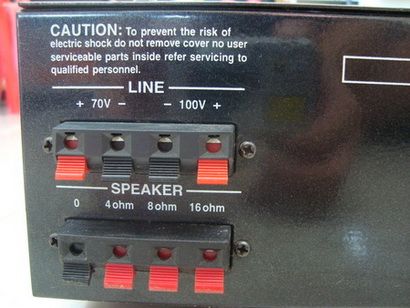 CAUTION: To prevent the risk of
electric shock do not remove cover no user
serviceable parts inside refer servicing to
qualified personnel.
LINE
+ 70V − − 100V +
SPEAKER
0 4ohm 8ohm 16ohm